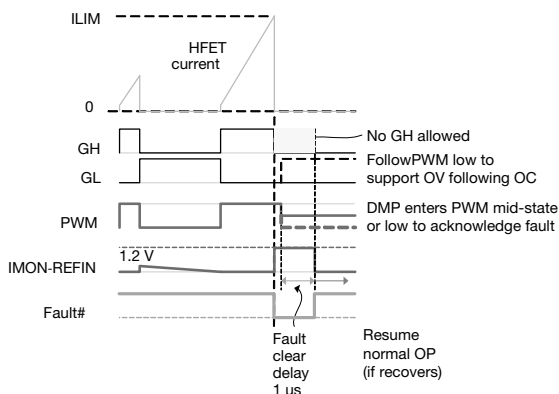 ILIM
HFET
current
0
GH
No GH allowed
GL
FollowPWM low to
support OV following OC
PWM
DMP enters PWM mid-state
or low to acknowledge fault
1.2 V
IMON-REFIN
Fault#
Fault
clear
delay
1 us
Resume
normal OP
(if recovers)